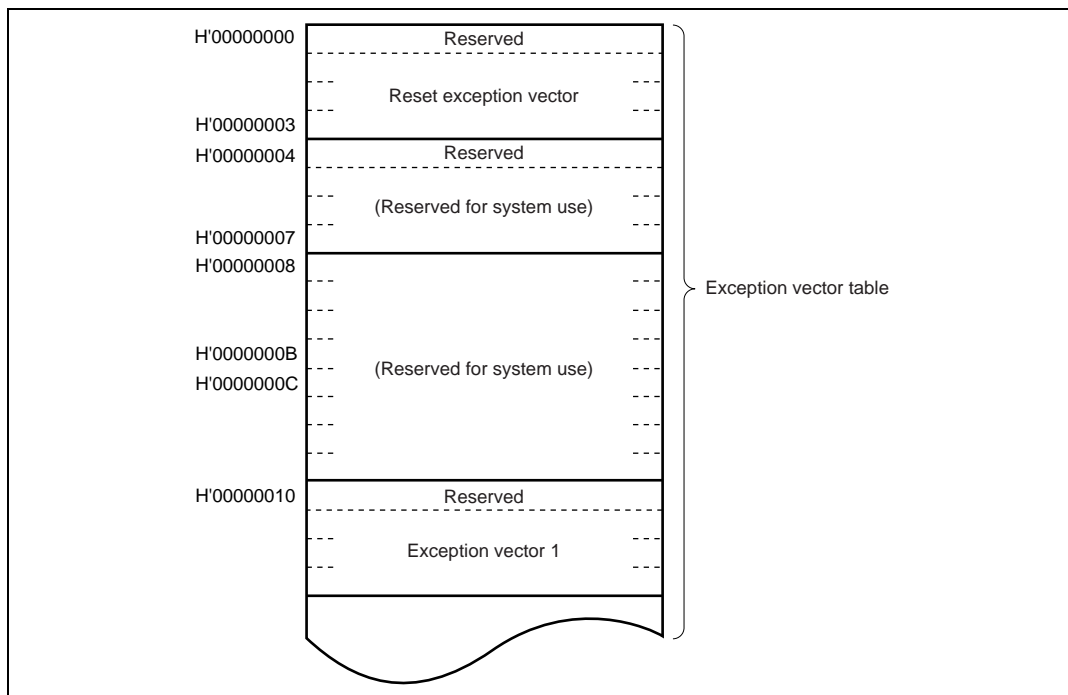 H'00000000 Reserved
Reset exception vector
H'00000003
H'00000004 Reserved
(Reserved for system use)
H'00000007
H'00000008
Exception vector table
H'0000000B
(Reserved for system use)
H'0000000C
H'00000010 Reserved
Exception vector 1